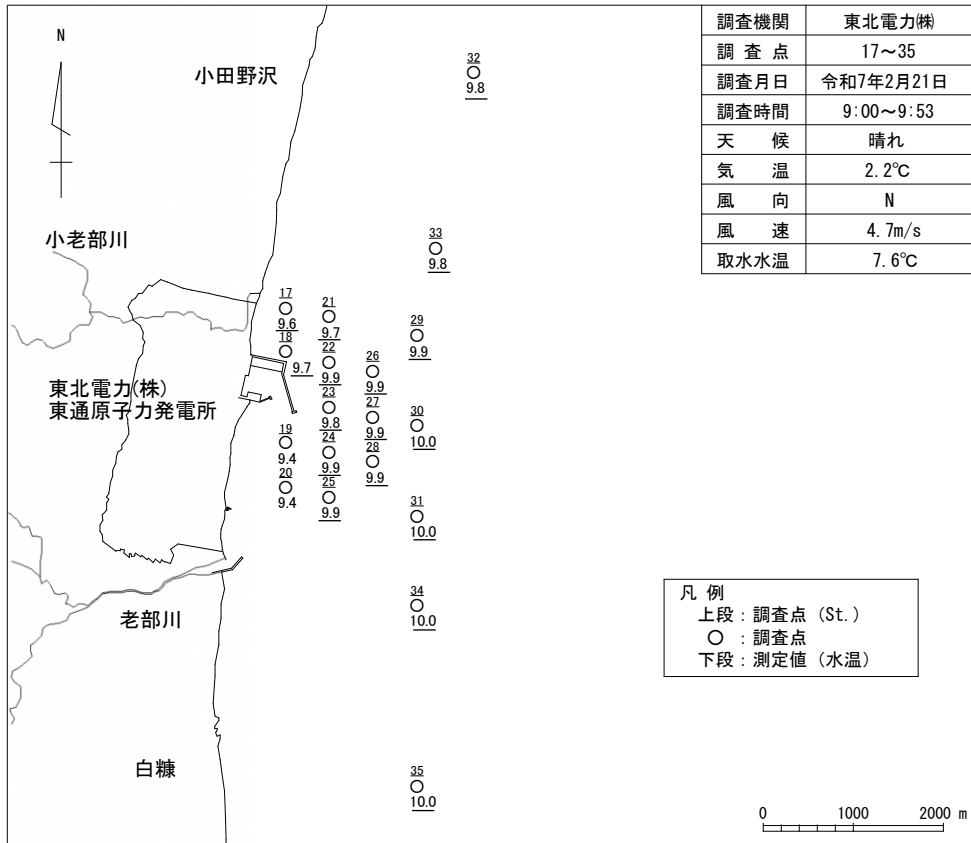 調査機関 東北電力㈱
調査点 17～35
調査月日 令和7年2月21日
調査時間 9:00～9:53
天候 晴れ
気温 2.2℃
風向 N
風速 4.7m/s
取水水温 7.6℃
N
小田野沢
32
9.8
小老部川
33
9.8
17
9.6
21
9.7
29
9.9
18
9.7
22
9.9
26
9.9
東北電力(株)
東通原子力発電所
23
9.8
27
9.9
30
10.0
19
9.4
24
9.9
28
9.9
20
9.4
25
9.9
31
10.0
34
10.0
老部川
凡 例
上段：調査点（St.）
○ ：調査点
下段：測定値（水温）
白糠
35
10.0
0 1000 2000 m